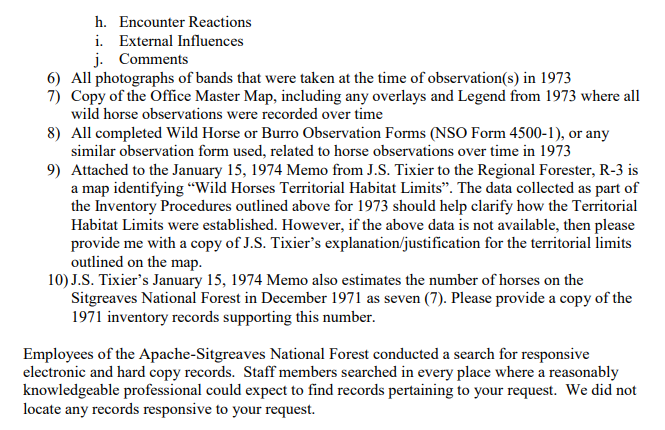 h. Encounter Reactions
i. External Influences
j. Comments
6) All photographs of bands that were taken at the time of observation(s) in 1973
7) Copy of the Office Master Map, including any overlays and Legend from 1973 where all
wild horse observations were recorded over time
8) All completed Wild Horse or Burro Observation Forms (NSO Form 4500-1), or any
similar observation form used, related to horse observations over time in 1973
9) Attached to the January 15, 1974 Memo from J.S. Tixier to the Regional Forester, R-3 is
a map identifying “Wild Horses Territorial Habitat Limits”. The data collected as part of
the Inventory Procedures outlined above for 1973 should help clarify how the Territorial
Habitat Limits were established. However, if the above data is not available, then please
provide me with a copy of J.S. Tixier’s explanation/justification for the territorial limits
outlined on the map.
10) J.S. Tixier’s January 15, 1974 Memo also estimates the number of horses on the
Sitgreaves National Forest in December 1971 as seven (7). Please provide a copy of the
1971 inventory records supporting this number.
Employees of the Apache-Sitgreaves National Forest conducted a search for responsive
electronic and hard copy records. Staff members searched in every place where a reasonably
knowledgeable professional could expect to find records pertaining to your request. We did not
locate any records responsive to your request.